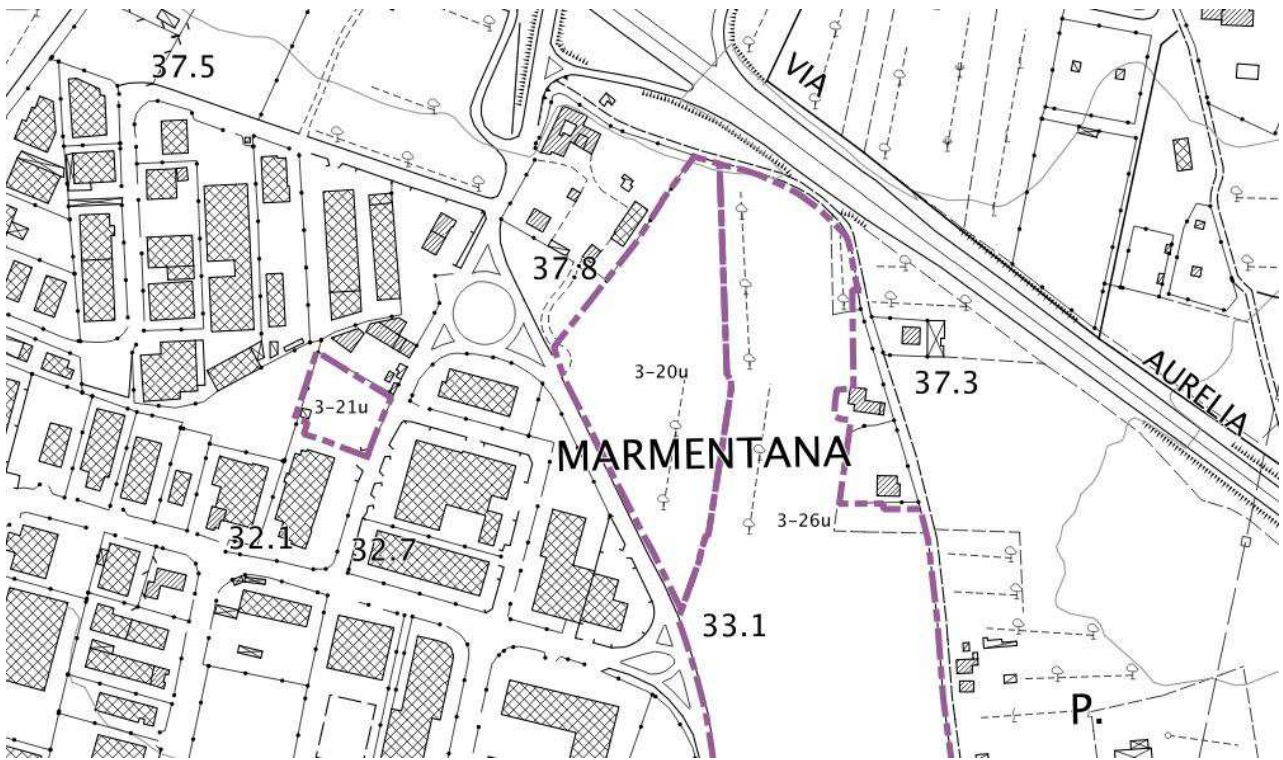 37.5
VIA
37.8
3-20u
37.3
AURELIA
3-21u
MARMENTANA
3-26u
32.1
32.7
33.1
P.